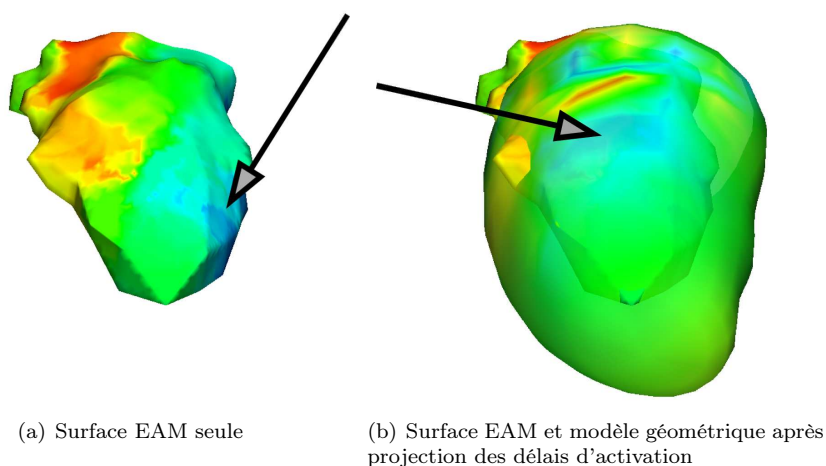 (a) Surface EAM seule
(b) Surface EAM et modèle géométrique après
projection des délais d'activation